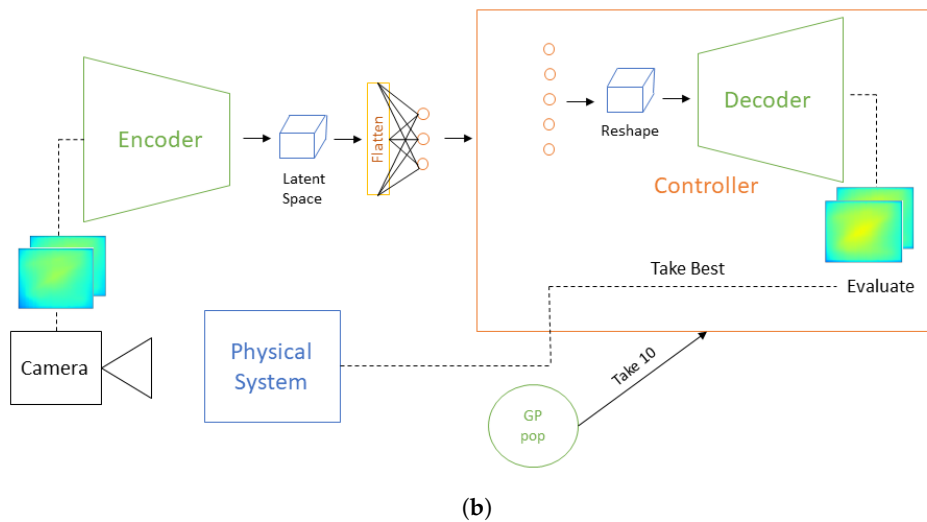 Encoder
Latent
Space
Flatten
Reshape
Decoder
Controller
Take Best
Evaluate
Camera
Physical
System
Take 10
GP
pop
(b)